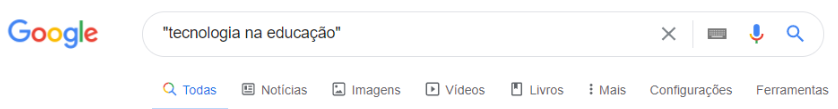 Google "tecnologia na educação"
Todas Notícias Imagens Vídeos Livros Mais Configurações Ferramentas